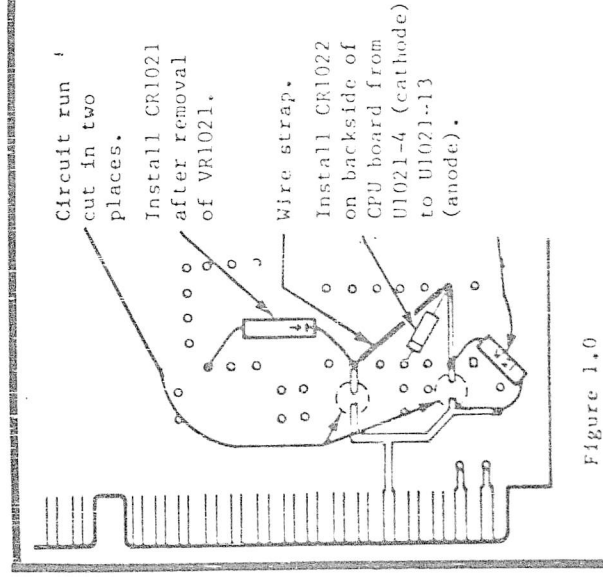 Circuit run
cut in two
places.
Install CR1021
after removal
of VR1021.
Wire strap.
Install CR1022
on backside of
CPU board from
U1021-4 (cathode)
to U1021--13
(anode).
Figure 1.0